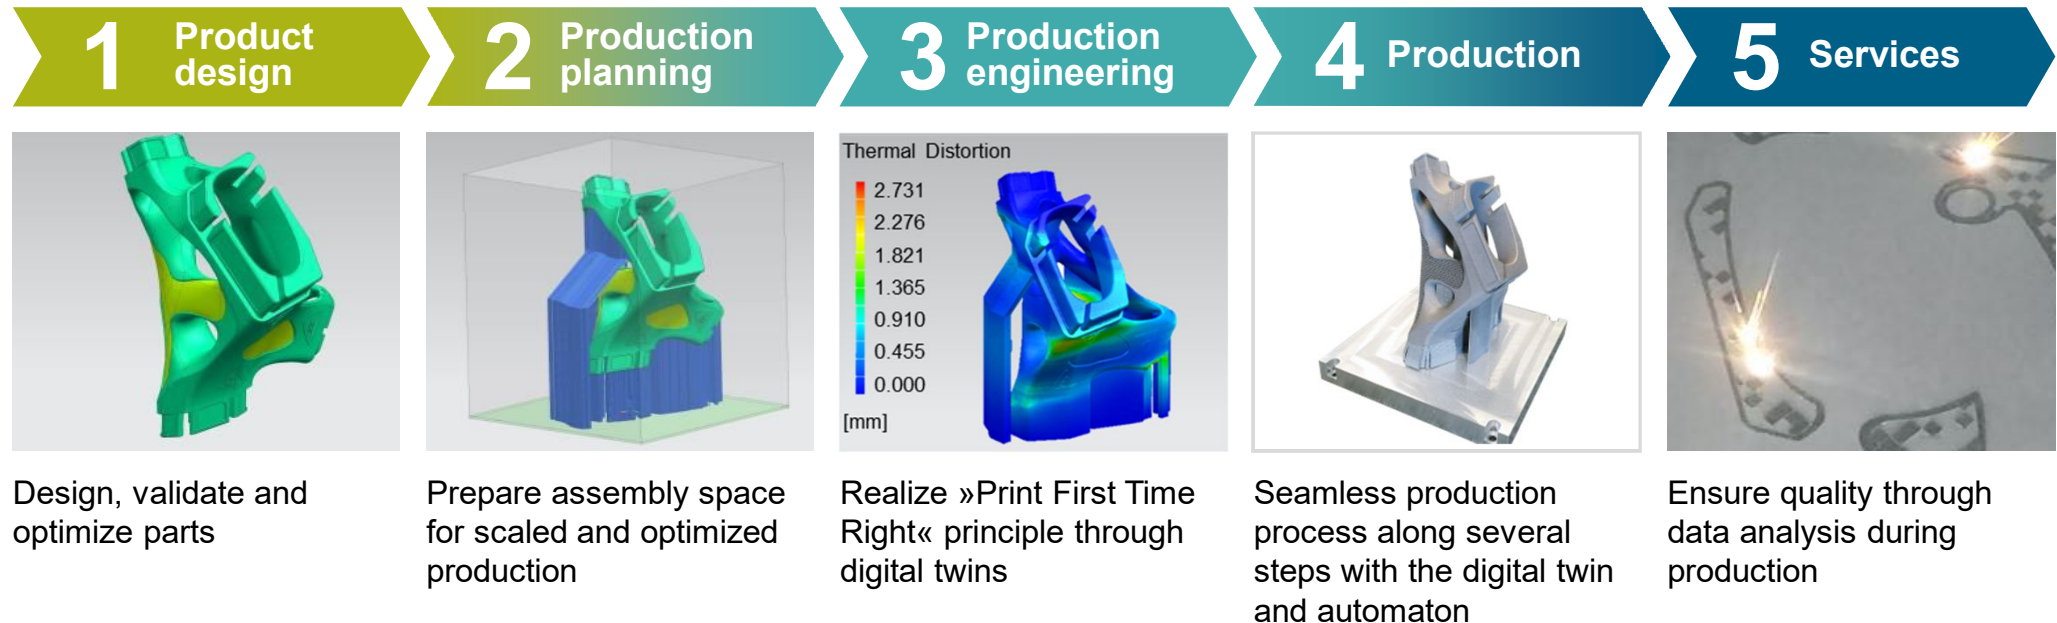 1
Product
design
2
Production
planning
3
Production
engineering
4
Production
5
Services
Thermal Distortion
2.731
2.276
1.821
1.365
0.910
0.455
0.000
[mm]
Design, validate and
optimize parts
Prepare assembly space
for scaled and optimized
production
Realize »Print First Time
Right« principle through
digital twins
Seamless production
process along several
steps with the digital twin
and automaton
Ensure quality through
data analysis during
production